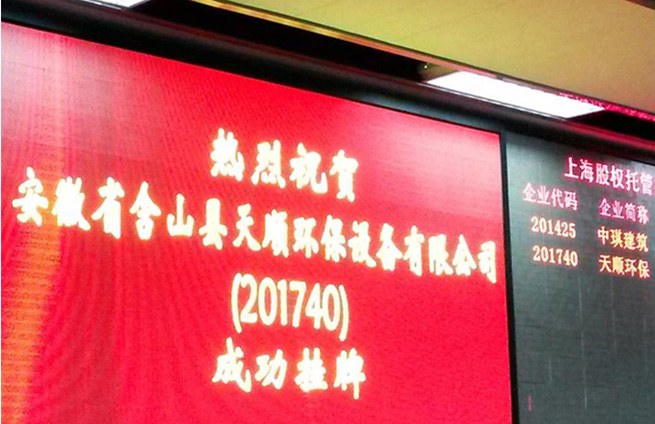 热烈祝贺
安徽省含山县天顺环保设备有限公司
(201740)
成功挂牌
上海股权托管
企业代码 企业简称
201425 中琪建筑
201740 天顺环保